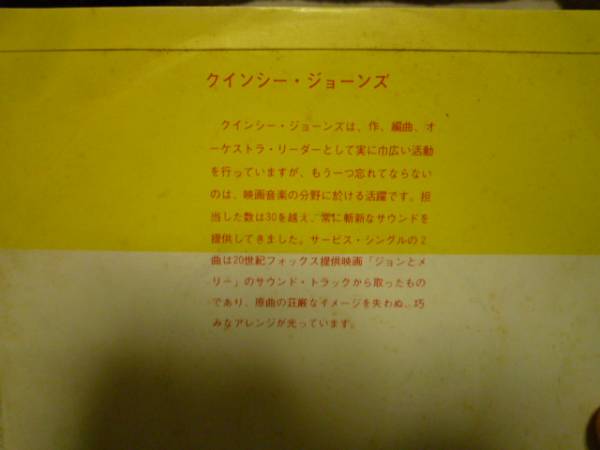 クインシー・ジョーンズ
クインシー・ジョーンズは、作、編曲、オ
ーケストラ・リーダーとして実に巾広い活動
を行っていますが、もう一つ忘れてならない
のは、映画音楽の分野に於ける活躍です。担
当した数は30を越え、常に斬新なサウンドを
提供してきました。サービス・シングルの2
曲は20世紀フォックス提供映画「ジョンとメ
リー」のサウンド・トラックから取ったもの
であり、原曲の荘厳なイメージを失わぬ、巧
みなアレンジが光っています。